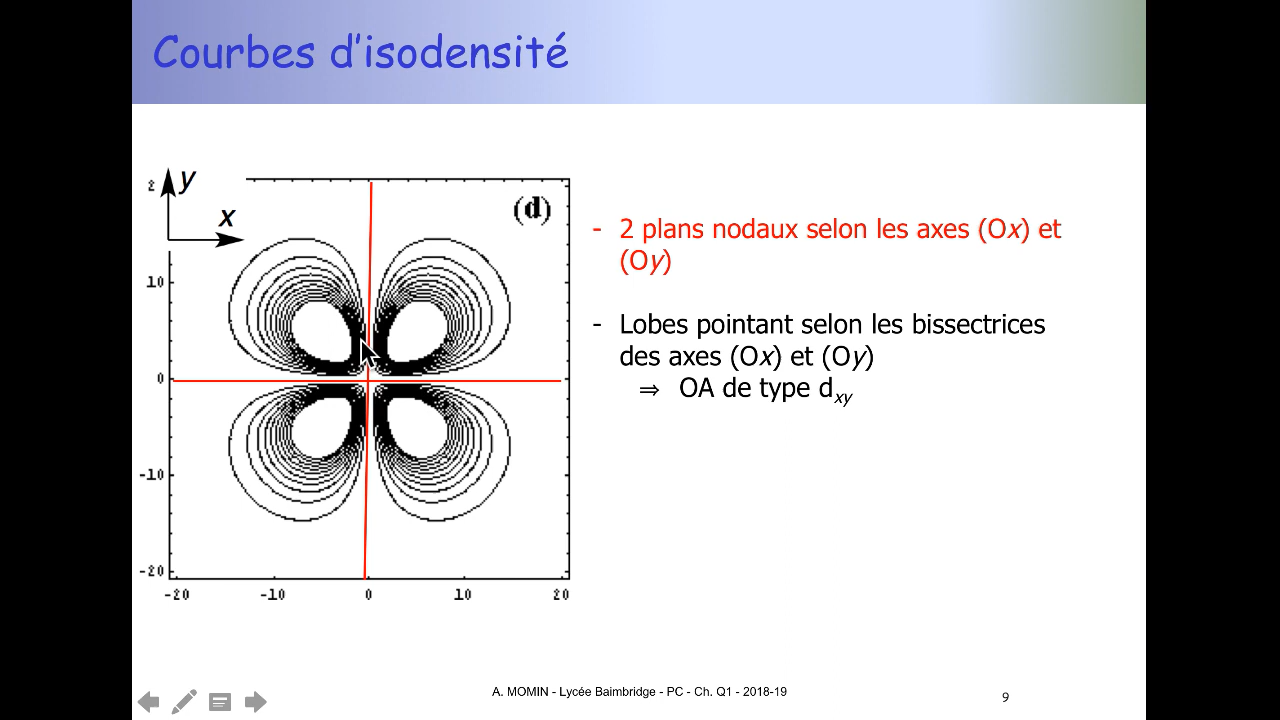 Courbes d'isodensité
y
x
(d)
2
10
0
-10
-20
-20 -10 0 10 20
- 2 plans nodaux selon les axes (Ox) et
(Oy)
- Lobes pointant selon les bissectrices
des axes (Ox) et (Oy)
⇒ OA de type dxy
A. MOMIN - Lycée Baimbridge - PC - Ch. Q1 - 2018-19
9